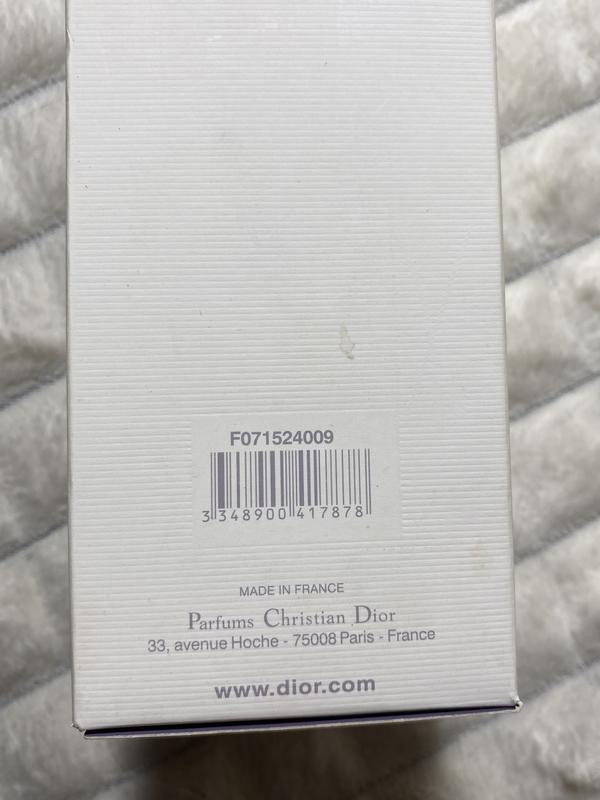 F071524009
3 348900 417878
MADE IN FRANCE
Parfums Christian Dior
33, avenue Hoche - 75008 Paris - France
www.dior.com